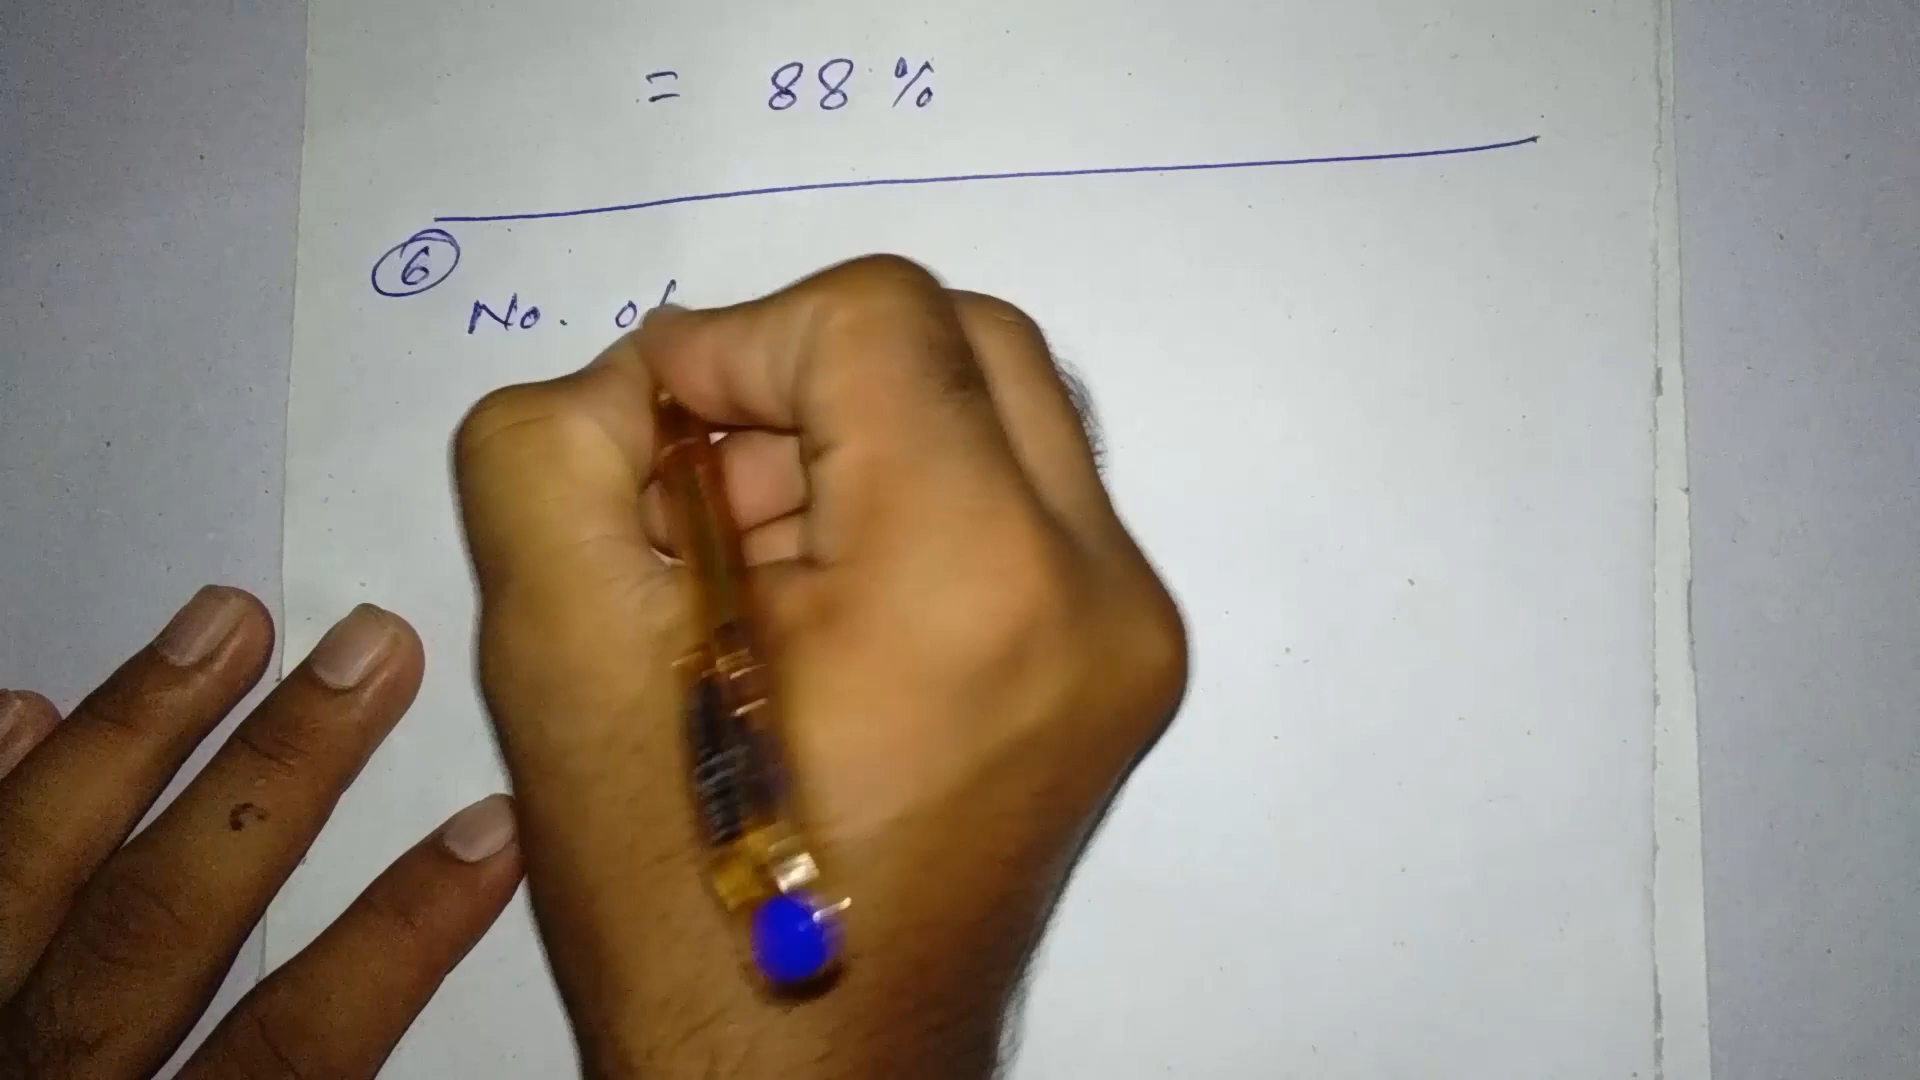 = 88 %
6
No. of